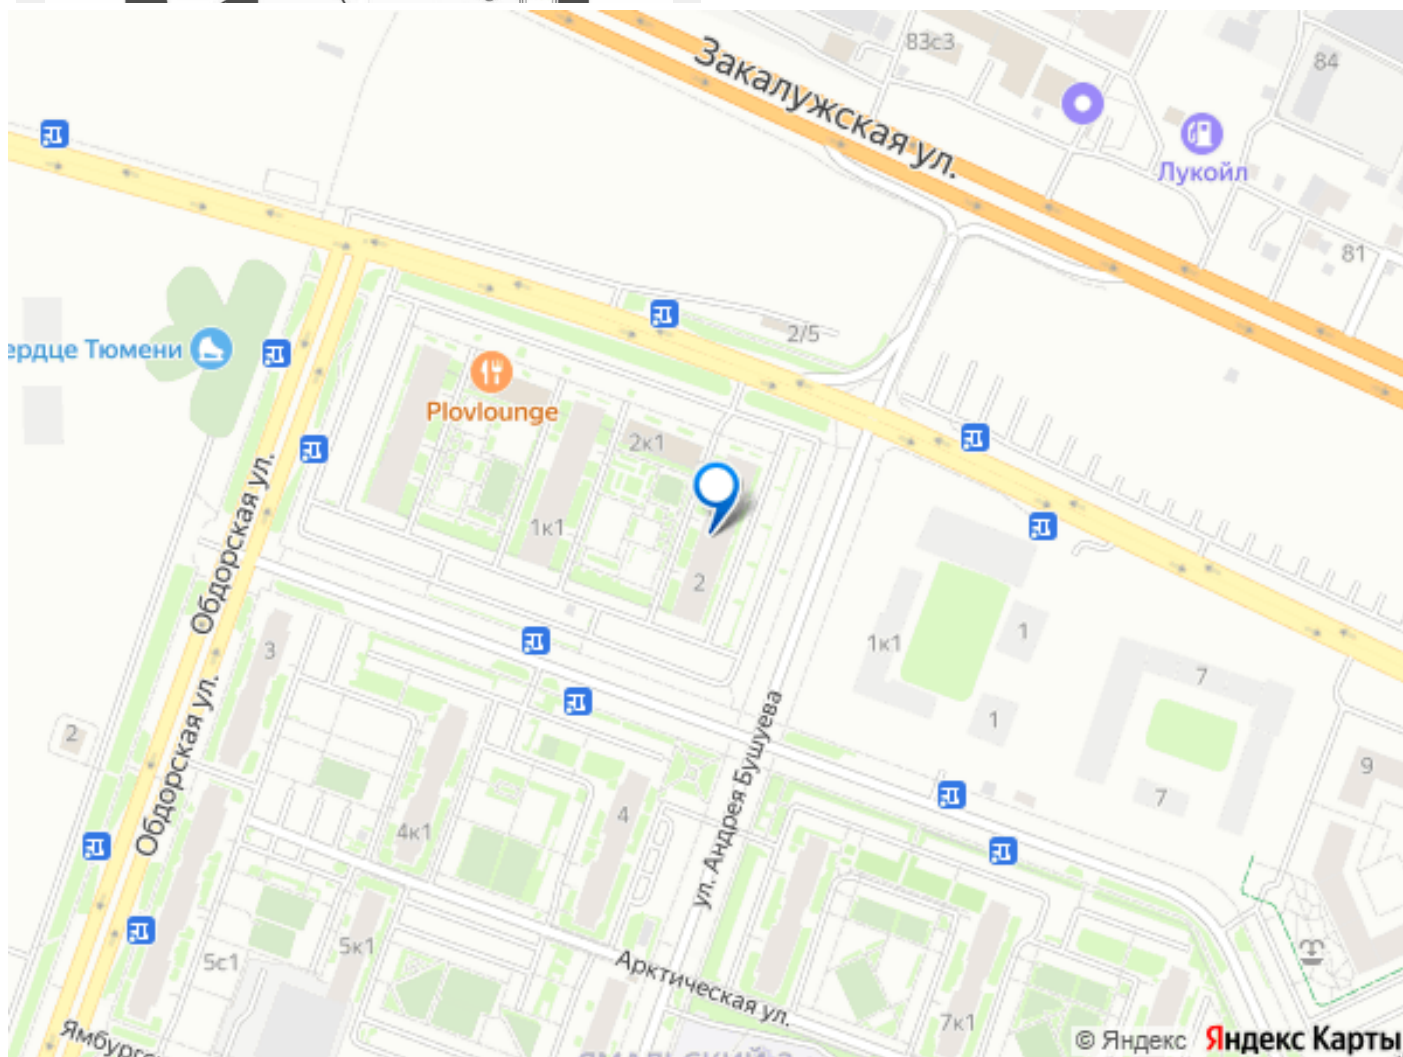 Закалужская ул.
83с3
84
Лукойл
81
2/5
ердце Тюмени
Plovlounge
2к1
1к1
2
Обдорская ул.
1к1
1
3
7
1
2
Обдорская ул.
ул. Андрея Бушуева
9
7
4
4к1
5к1
5с1
Арктическая ул.
7к1
© Яндекс Яндекс Карты